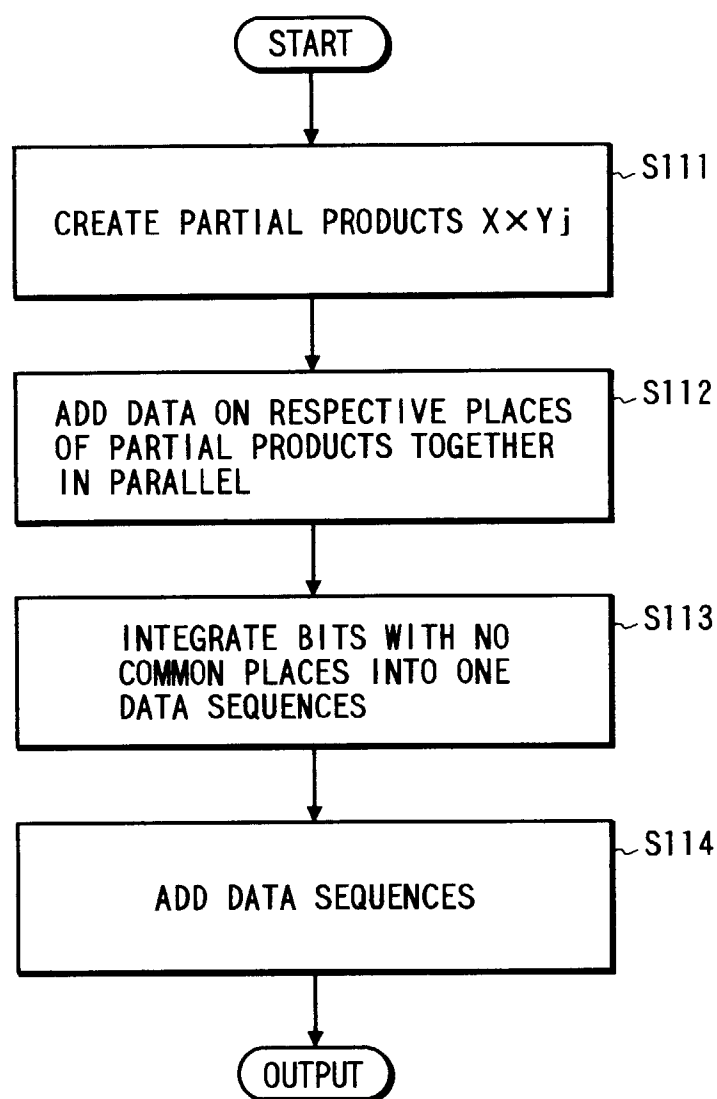 START
S111
CREATE PARTIAL PRODUCTS X×Yj
S112
ADD DATA ON RESPECTIVE PLACES
OF PARTIAL PRODUCTS TOGETHER
IN PARALLEL
S113
INTEGRATE BITS WITH NO
COMMON PLACES INTO ONE
DATA SEQUENCES
S114
ADD DATA SEQUENCES
OUTPUT